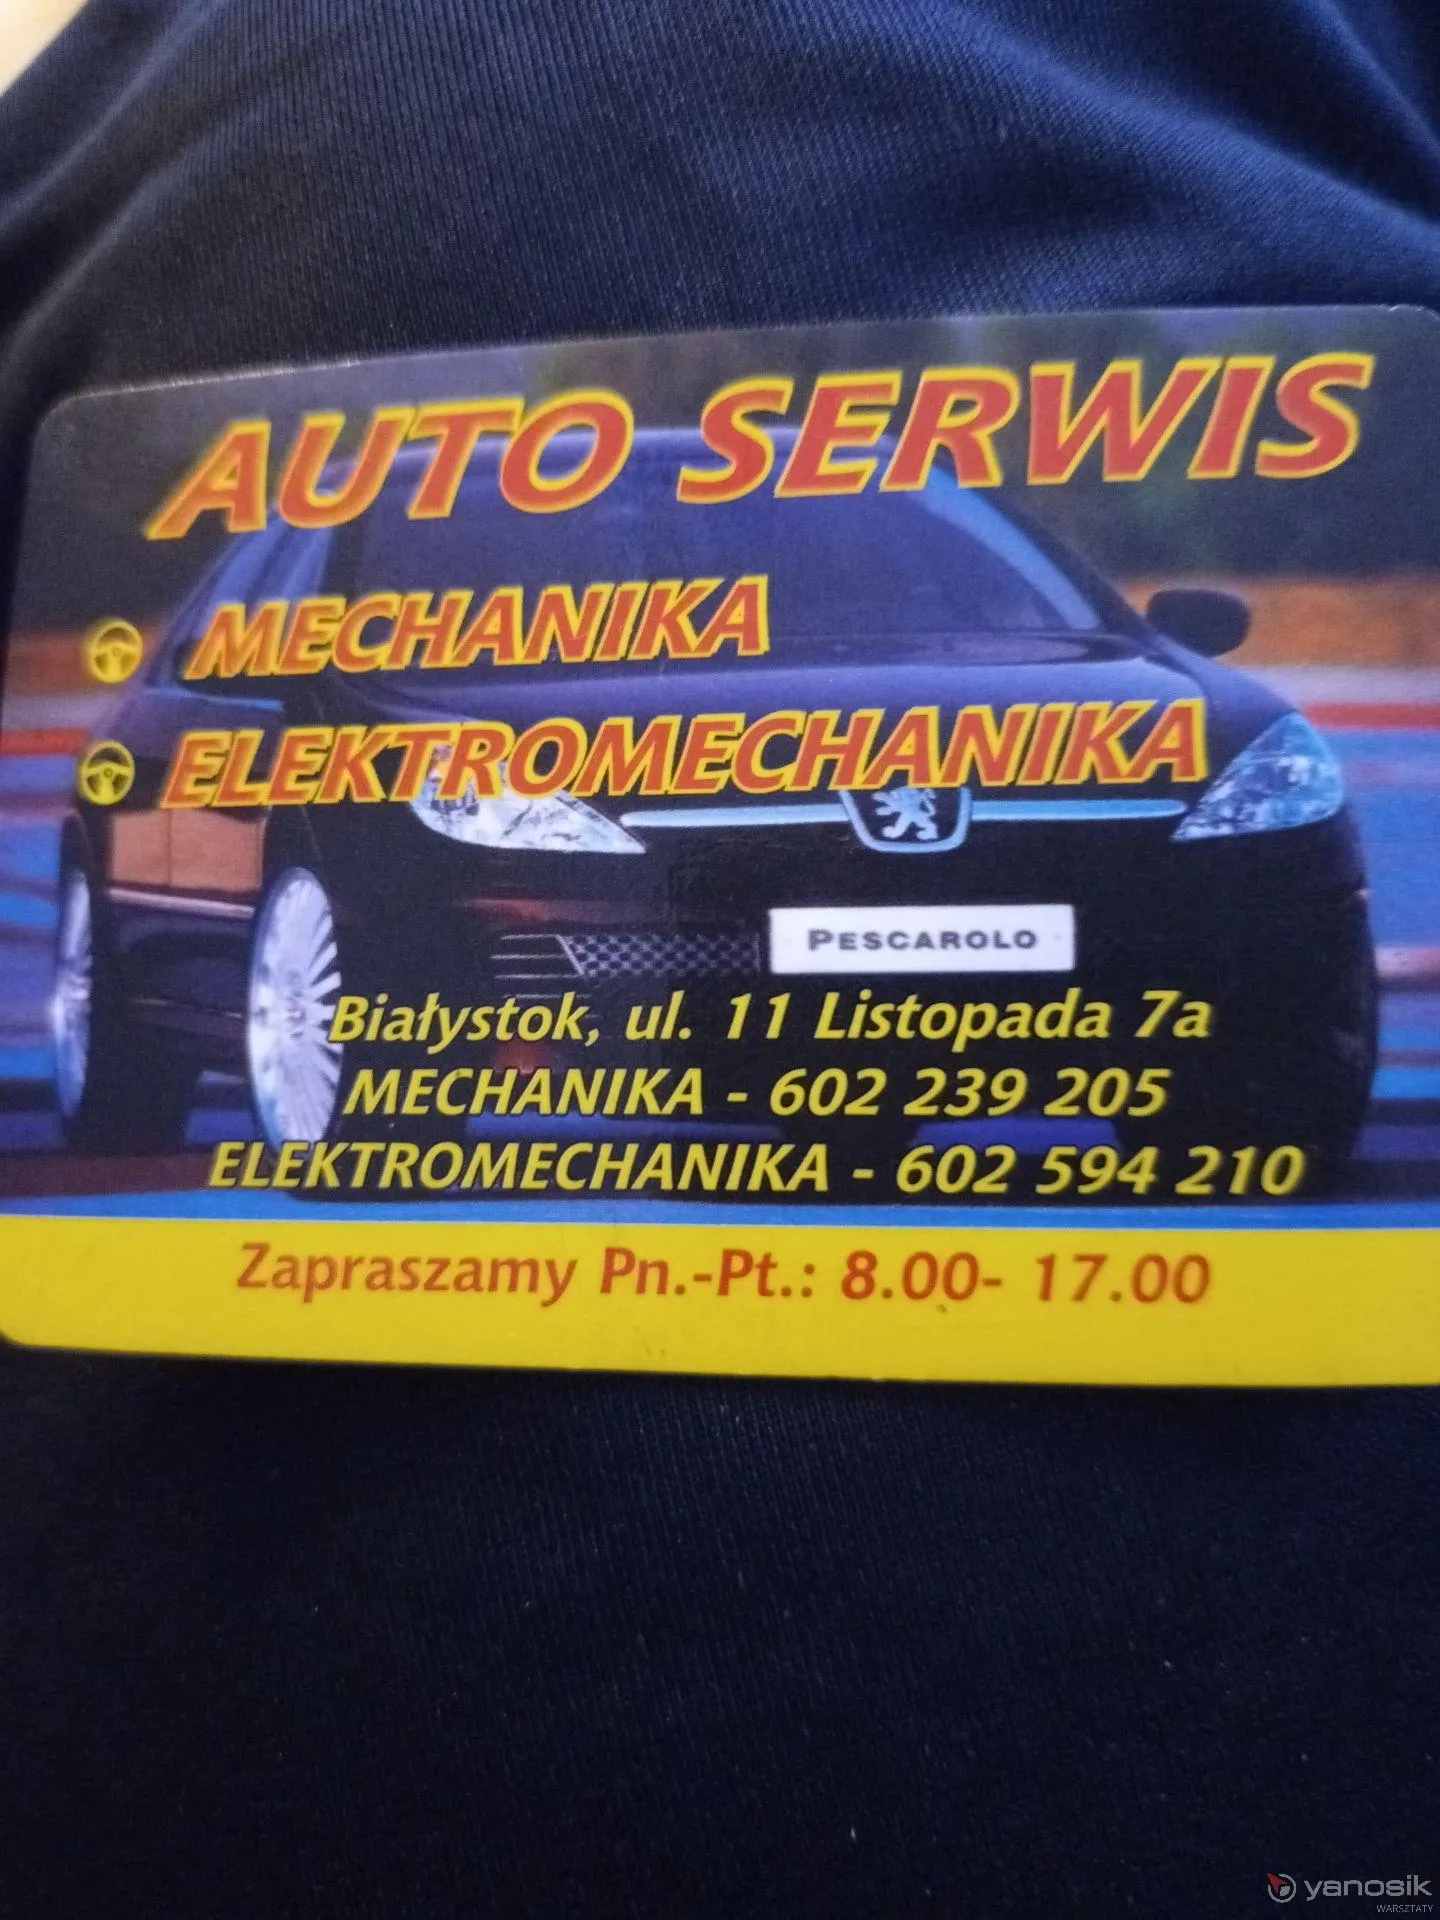 AUTO SERWIS
MECHANIKA
ELEKTROMECHANIKA
PESCAROLO
Białystok, ul. 11 Listopada 7a
MECHANIKA - 602 239 205
ELEKTROMECHANIKA - 602 594 210
Zapraszamy Pn.-Pt.: 8.00- 17.00
yanosik
WARSZTATY